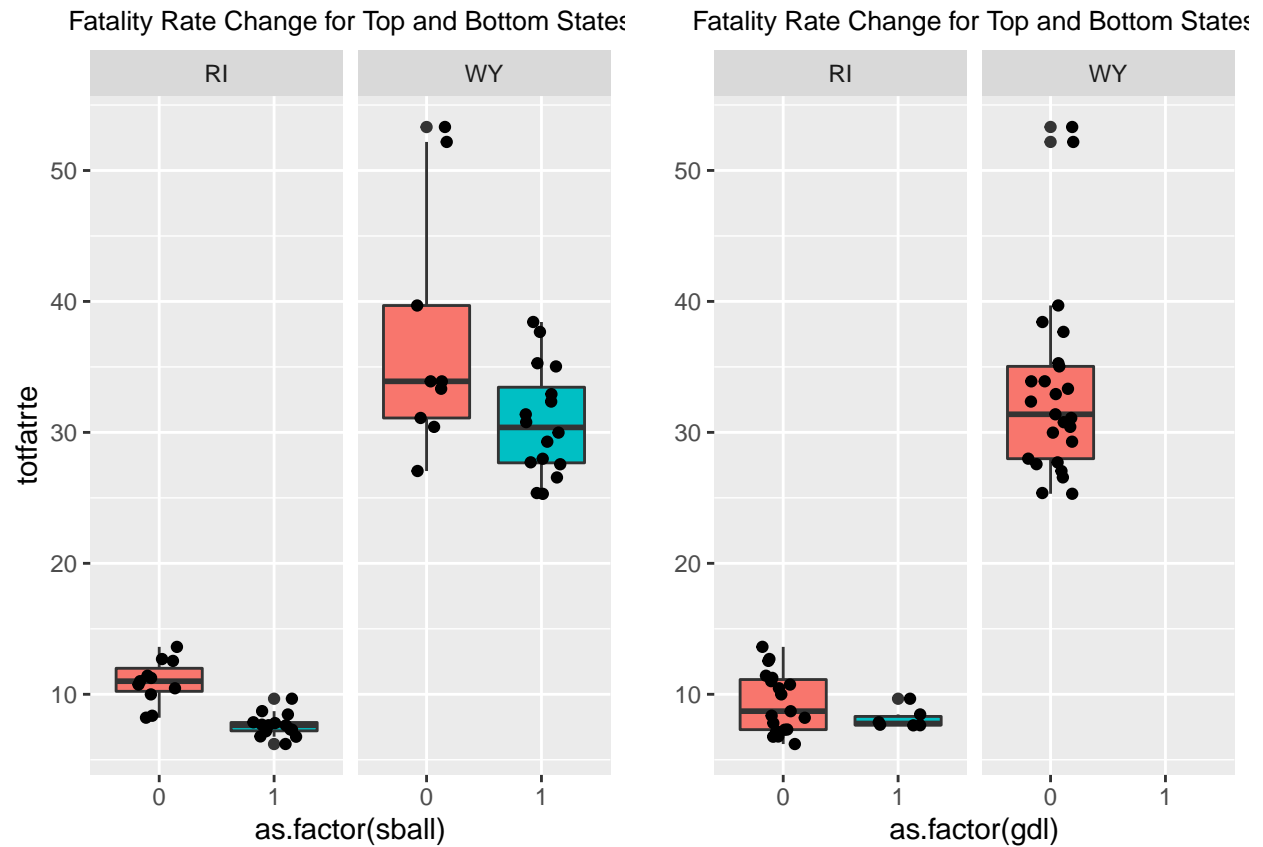 Fatality Rate Change for Top and Bottom States
RI
WY
totfatrte
50
40
30
20
10
0
1
0
1
as.factor(sball)
Fatality Rate Change for Top and Bottom States
RI
WY
50
40
30
20
10
0
1
0
1
as.factor(gdl)